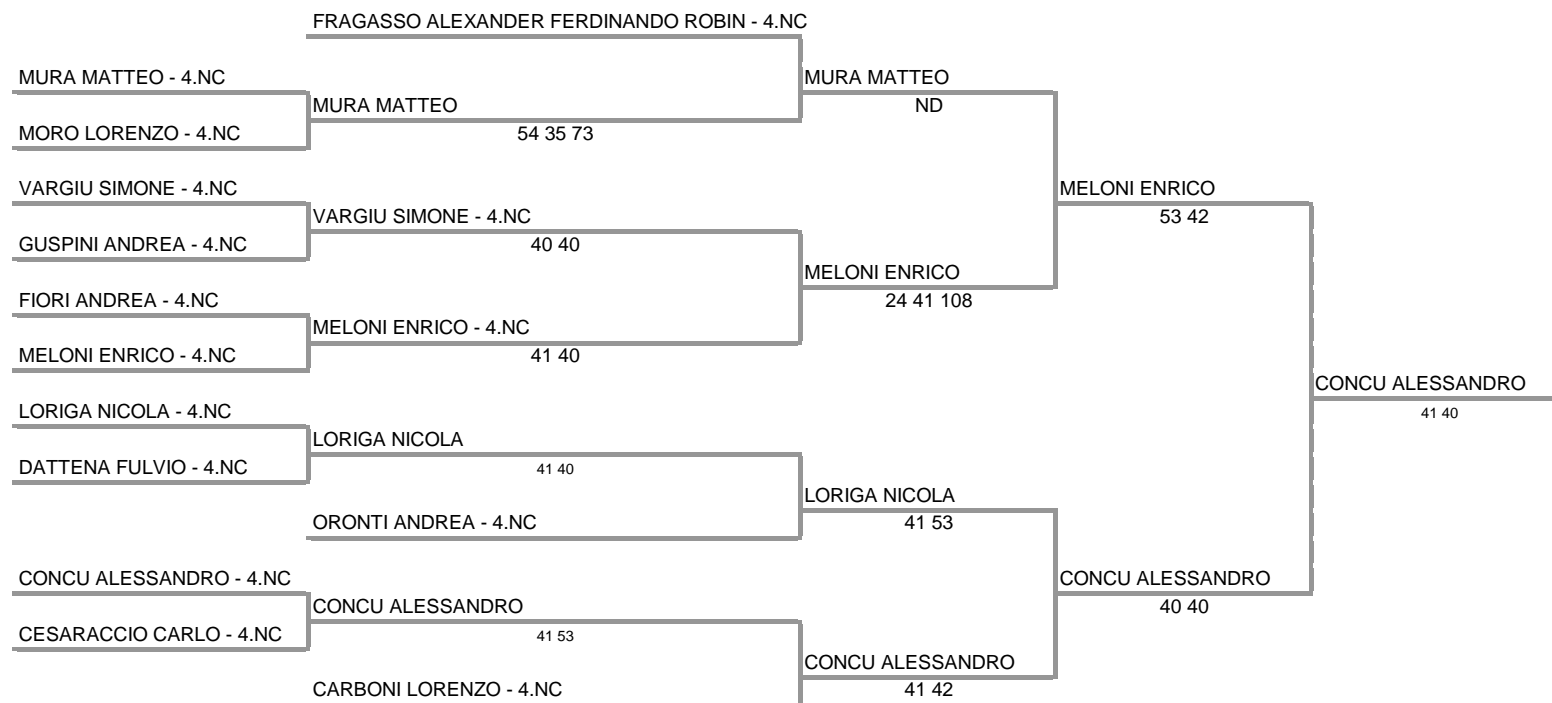 FRAGASSO ALEXANDER FERDINANDO ROBIN - 4.NC
MURA MATTEO - 4.NC
MURA MATTEO
MURA MATTEO
ND
MORO LORENZO - 4.NC
54 35 73
VARGIU SIMONE - 4.NC
MELONI ENRICO
VARGIU SIMONE - 4.NC
53 42
GUSPINI ANDREA - 4.NC
40 40
MELONI ENRICO
FIORI ANDREA - 4.NC
24 41 108
MELONI ENRICO - 4.NC
MELONI ENRICO - 4.NC
41 40
CONCU ALESSANDRO
LORIGA NICOLA - 4.NC
41 40
LORIGA NICOLA
DATTENA FULVIO - 4.NC
41 40
LORIGA NICOLA
ORONTI ANDREA - 4.NC
41 53
CONCU ALESSANDRO - 4.NC
CONCU ALESSANDRO
CONCU ALESSANDRO
40 40
CESARACCIO CARLO - 4.NC
41 53
CONCU ALESSANDRO
CARBONI LORENZO - 4.NC
41 42